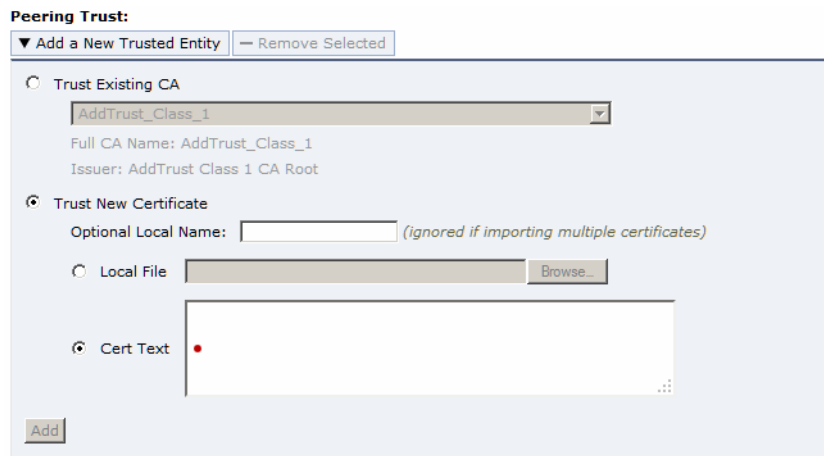 Peering Trust:
▼ Add a New Trusted Entity — Remove Selected
Trust Existing CA
AddTrust_Class_1
Full CA Name: AddTrust_Class_1
Issuer: AddTrust Class 1 CA Root
Trust New Certificate
Optional Local Name: (ignored if importing multiple certificates)
Local File Browse...
Cert Text
Add